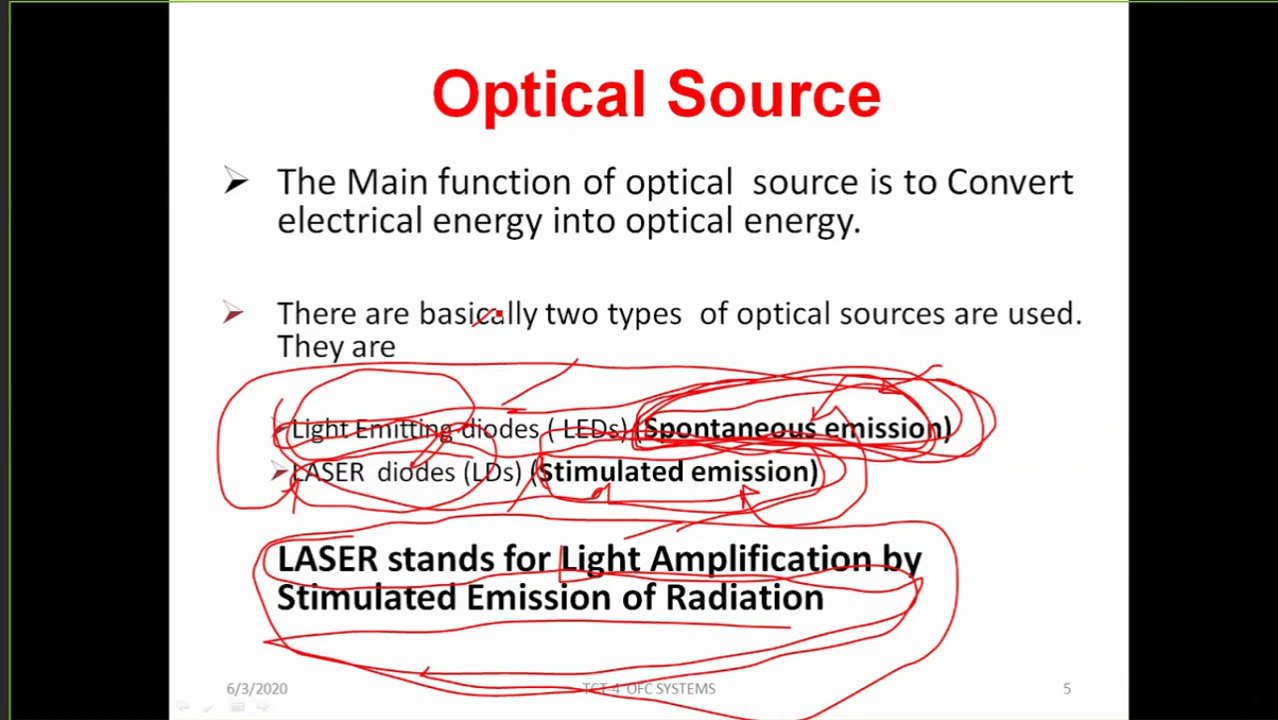 Optical Source
The Main function of optical source is to Convert
electrical energy into optical energy.
There are basically two types of optical sources are used.
They are
Light Emitting diodes ( LEDs) (Spontaneous emission)
LASER diodes (LDs) (Stimulated emission)
LASER stands for Light Amplification by
Stimulated Emission of Radiation
6/3/2020
TCT-4 OFC SYSTEMS
5